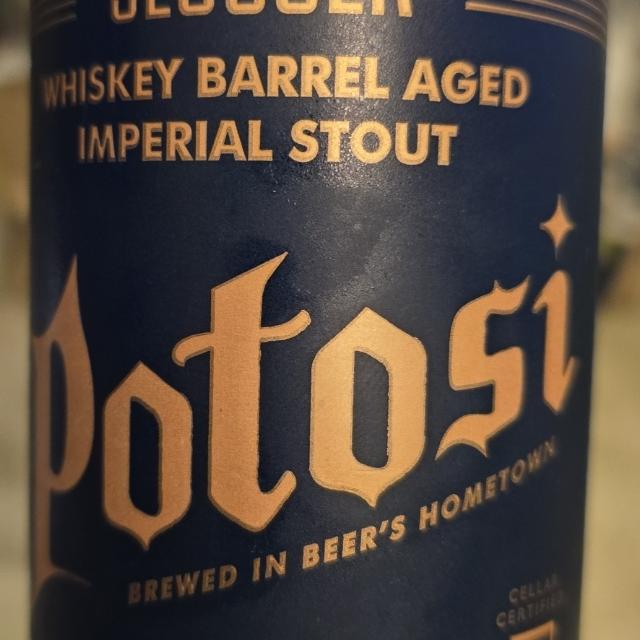 WHISKEY BARREL AGED
IMPERIAL STOUT
Potosi
BREWED IN BEER'S HOMETOWN
CELLAR
CERTIFIED